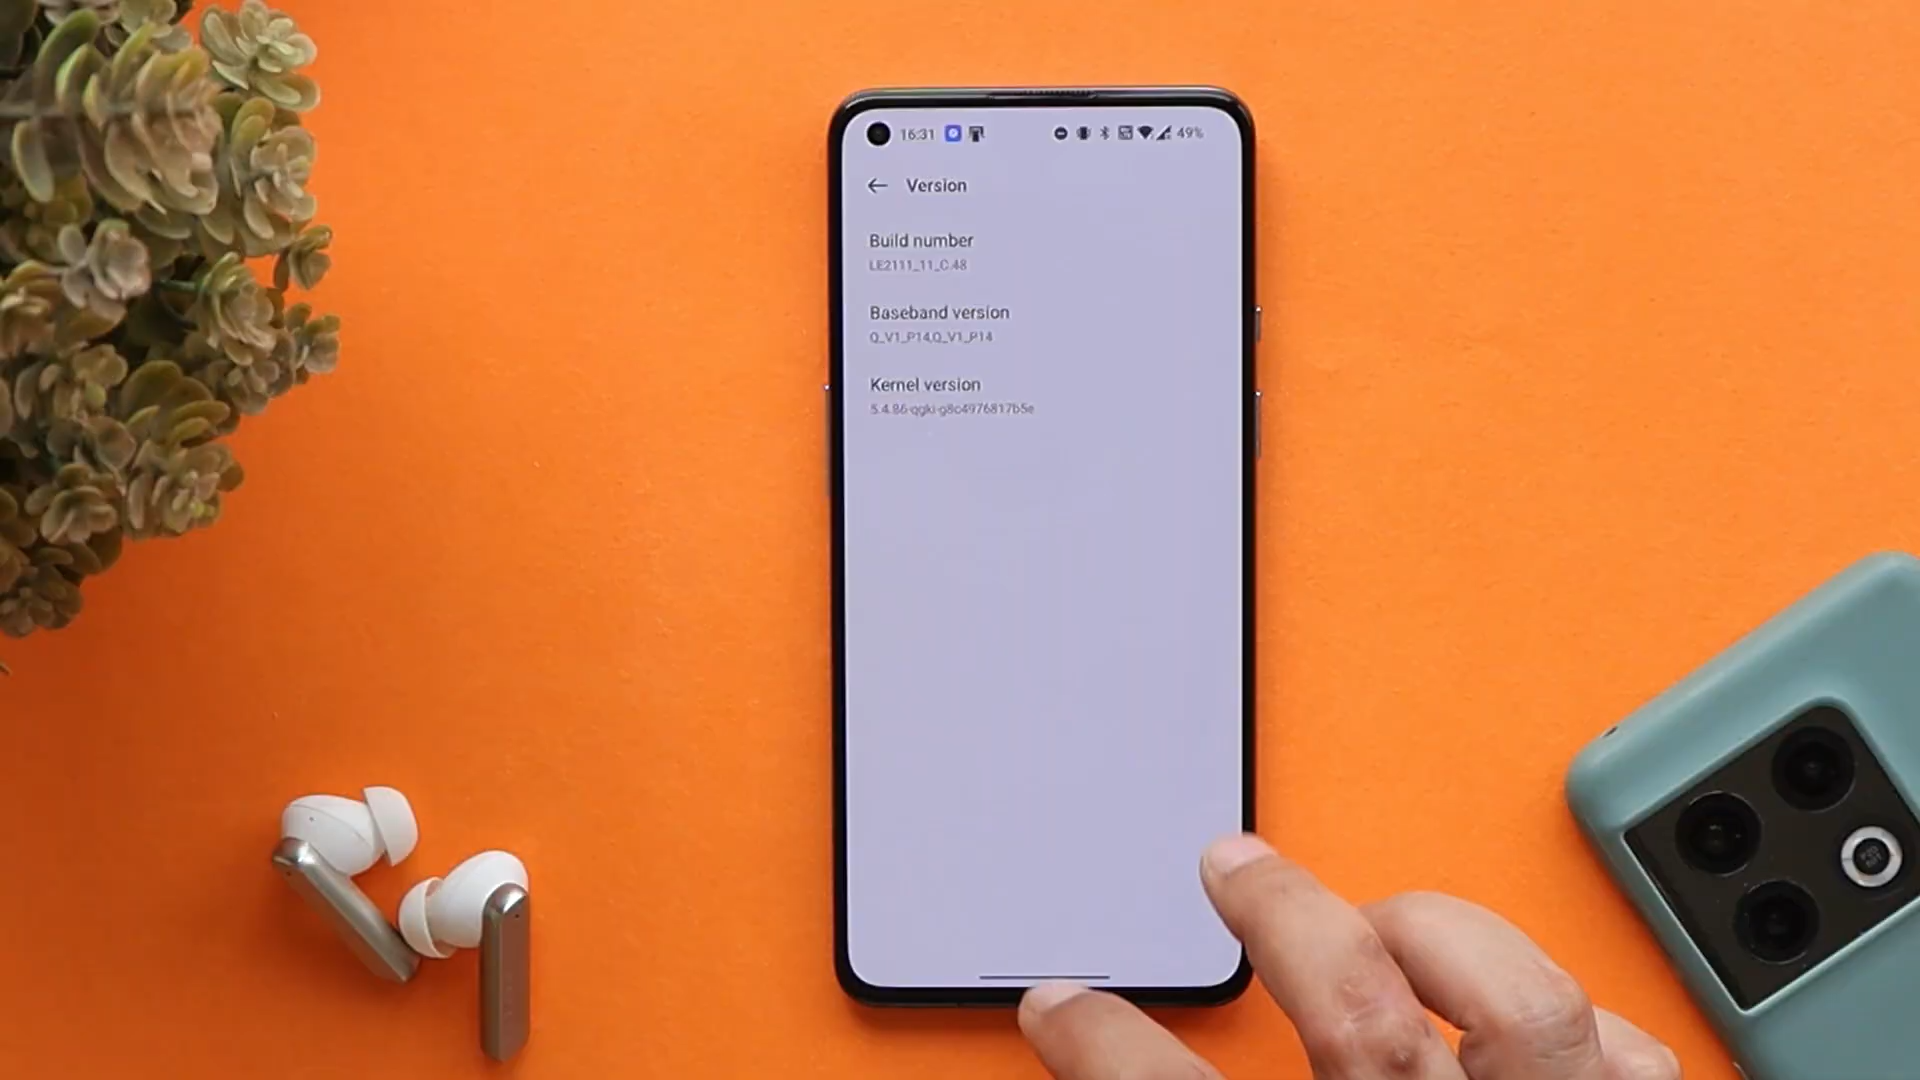 16:31
49%
Version
Build number
LE2111_11_C.48
Baseband version
Q_V1_P14,Q_V1_P14
Kernel version
5.4.86-qgki-g8c4976817b5e